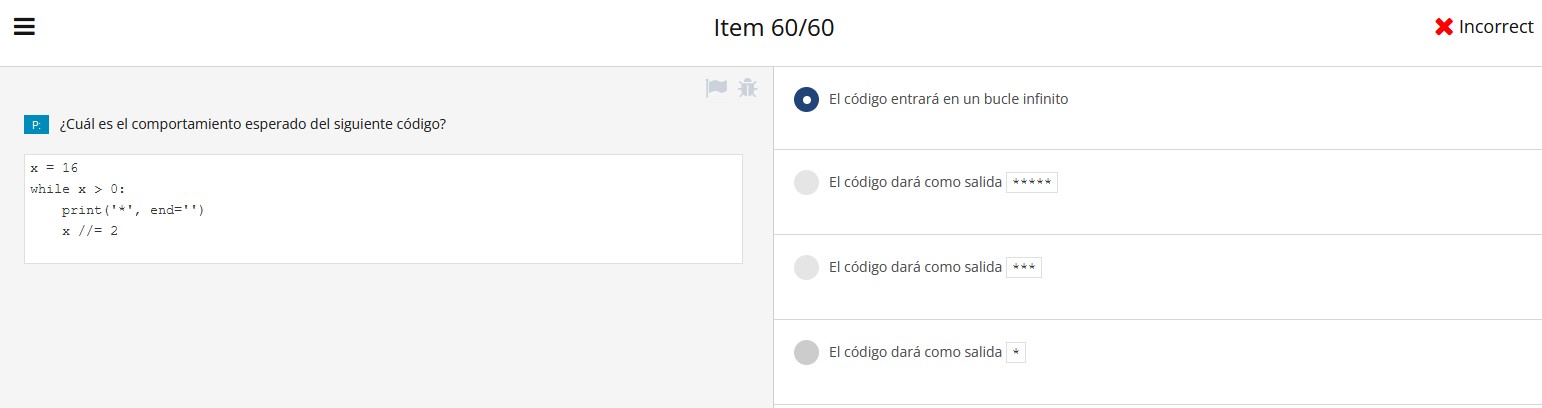 Item 60/60
Incorrect
P: ¿Cuál es el comportamiento esperado del siguiente código?
x = 16
while x > 0:
    print('*', end='')
    x //= 2
El código entrará en un bucle infinito
El código dará como salida *****
El código dará como salida ***
El código dará como salida *